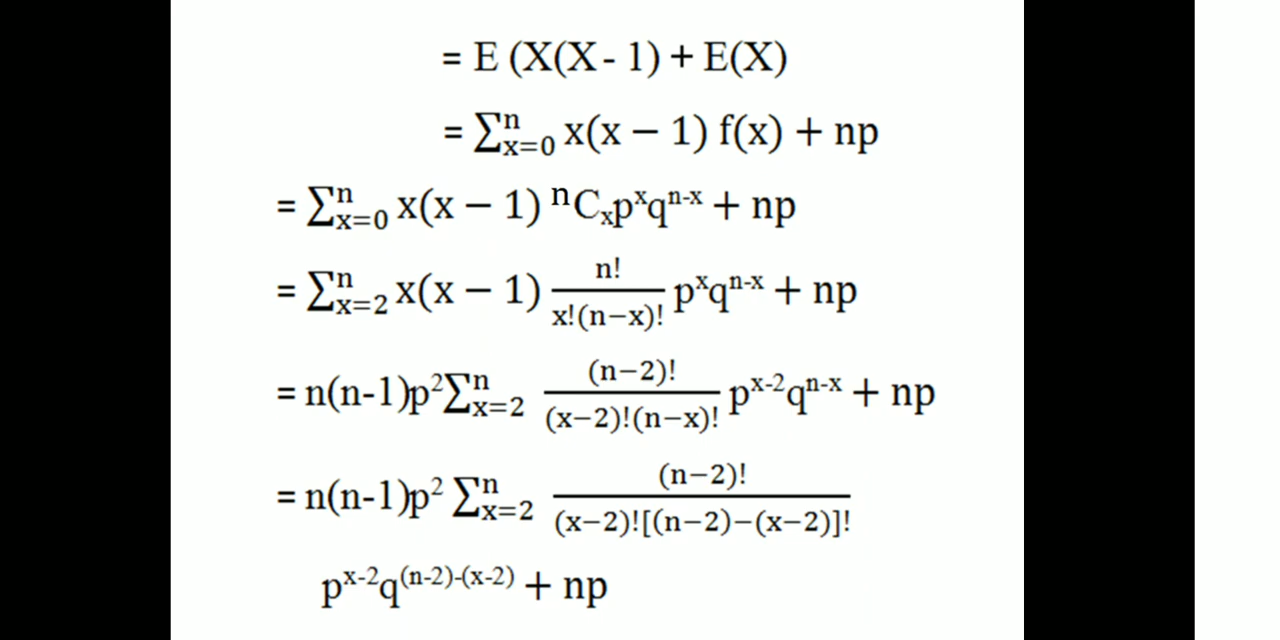 = E (X(X - 1) + E(X)
= ∑ⁿₓ₌₀ x(x − 1) f(x) + np
= ∑ⁿₓ₌₀ x(x − 1) ⁿCₓpˣqⁿ⁻ˣ + np
= ∑ⁿₓ₌₂ x(x − 1) n!/(x!(n−x)!) pˣqⁿ⁻ˣ + np
= n(n-1)p²∑ⁿₓ₌₂ (n−2)!/((x−2)!(n−x)!) pˣ⁻²qⁿ⁻ˣ + np
= n(n-1)p² ∑ⁿₓ₌₂ (n−2)!/((x−2)![(n−2)−(x−2)]!)
pˣ⁻²q⁽ⁿ⁻²⁾⁻⁽ˣ⁻²⁾ + np